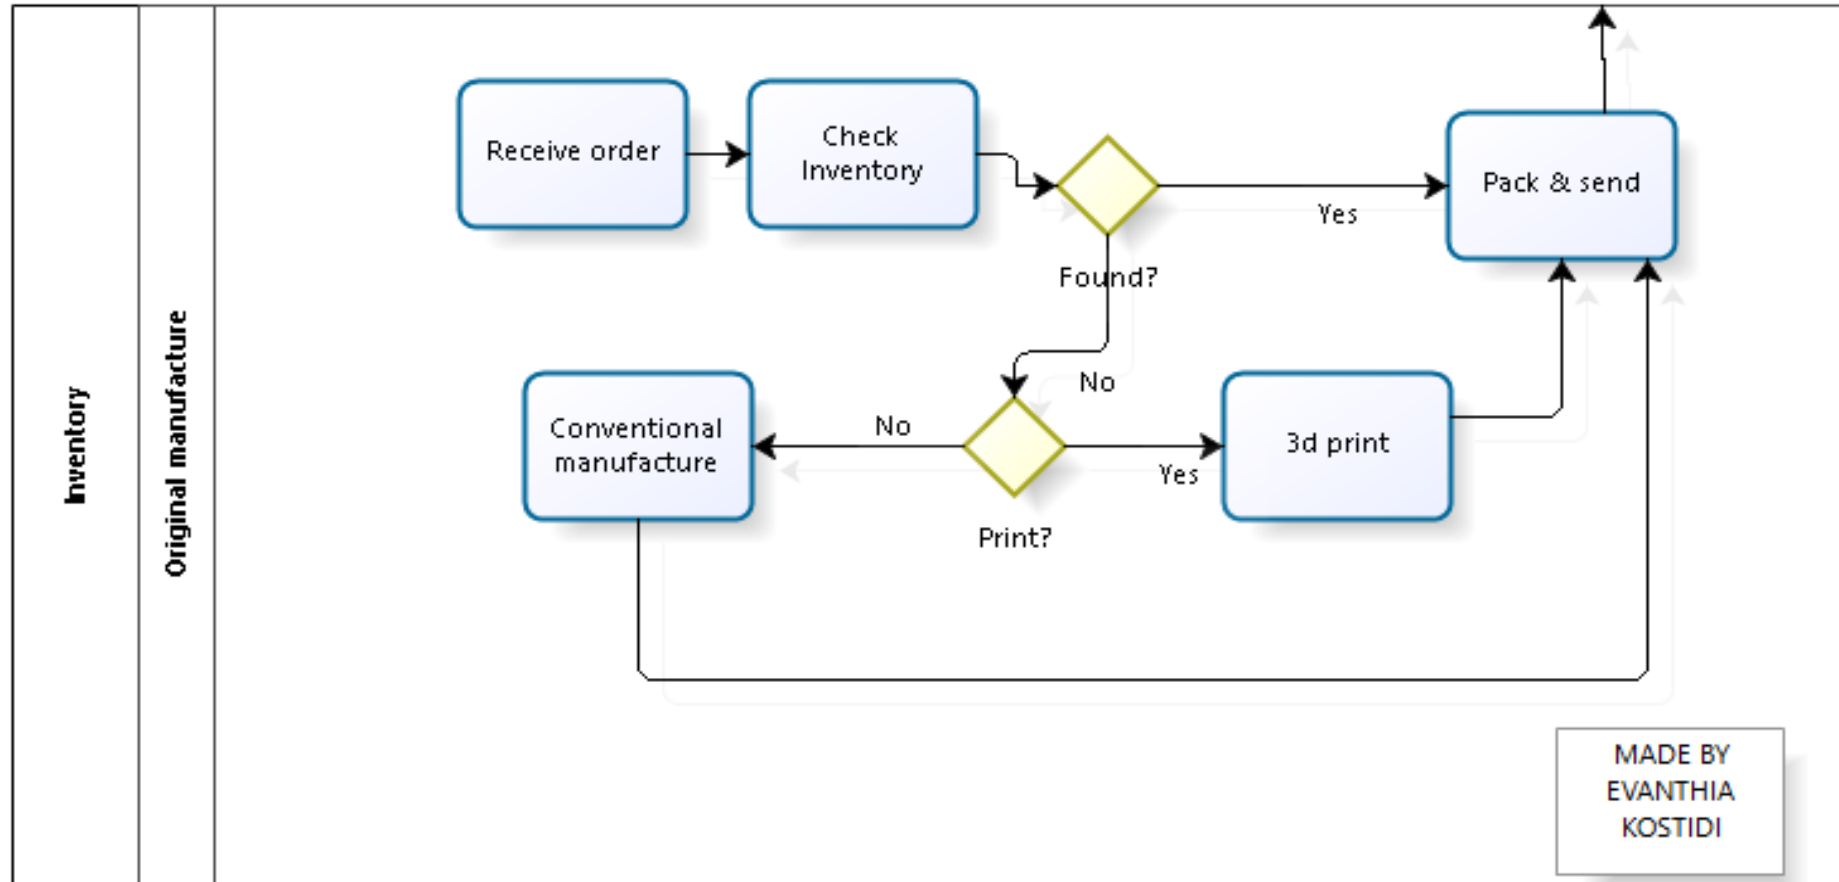 Inventory
Original manufacture
Receive order
Check
Inventory
Found?
Yes
Pack & send
No
Conventional
manufacture
No
Print?
Yes
3d print
MADE BY
EVANTHIA
KOSTIDI